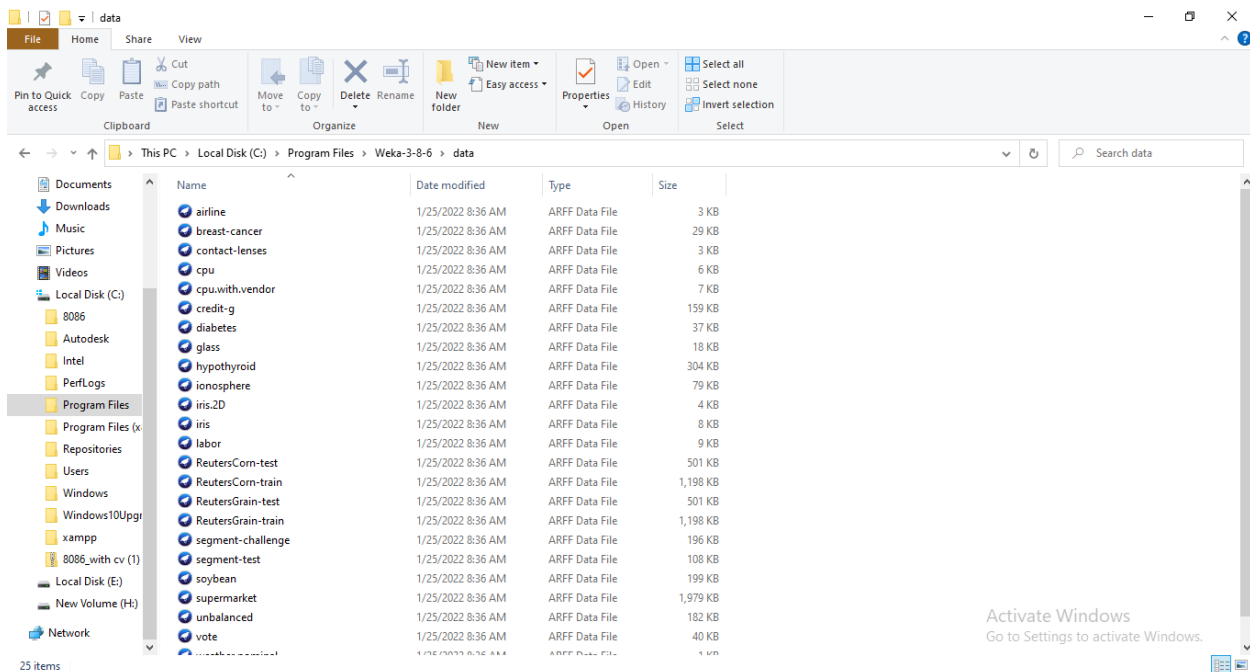 data
File Home Share View
Pin to Quick access
Copy
Paste
Cut
Copy path
Paste shortcut
Clipboard
Move to
Copy to
Delete
Rename
Organize
New folder
New item
Easy access
New
Properties
Open
Edit
History
Open
Select all
Select none
Invert selection
Select
This PC > Local Disk (C:) > Program Files > Weka-3-8-6 > data
Search data
Documents
Downloads
Music
Pictures
Videos
Local Disk (C:)
8086
Autodesk
Intel
PerfLogs
Program Files
Program Files (x
Repositories
Users
Windows
Windows10Upgr
xampp
8086_with cv (1)
Local Disk (E:)
New Volume (H:)
Network
Name Date modified Type Size
airline 1/25/2022 8:36 AM ARFF Data File 3 KB
breast-cancer 1/25/2022 8:36 AM ARFF Data File 29 KB
contact-lenses 1/25/2022 8:36 AM ARFF Data File 3 KB
cpu 1/25/2022 8:36 AM ARFF Data File 6 KB
cpu.with.vendor 1/25/2022 8:36 AM ARFF Data File 7 KB
credit-g 1/25/2022 8:36 AM ARFF Data File 159 KB
diabetes 1/25/2022 8:36 AM ARFF Data File 37 KB
glass 1/25/2022 8:36 AM ARFF Data File 18 KB
hypothyroid 1/25/2022 8:36 AM ARFF Data File 304 KB
ionosphere 1/25/2022 8:36 AM ARFF Data File 79 KB
iris.2D 1/25/2022 8:36 AM ARFF Data File 4 KB
iris 1/25/2022 8:36 AM ARFF Data File 8 KB
labor 1/25/2022 8:36 AM ARFF Data File 9 KB
ReutersCorn-test 1/25/2022 8:36 AM ARFF Data File 501 KB
ReutersCorn-train 1/25/2022 8:36 AM ARFF Data File 1,198 KB
ReutersGrain-test 1/25/2022 8:36 AM ARFF Data File 501 KB
ReutersGrain-train 1/25/2022 8:36 AM ARFF Data File 1,198 KB
segment-challenge 1/25/2022 8:36 AM ARFF Data File 196 KB
segment-test 1/25/2022 8:36 AM ARFF Data File 108 KB
soybean 1/25/2022 8:36 AM ARFF Data File 199 KB
supermarket 1/25/2022 8:36 AM ARFF Data File 1,979 KB
unbalanced 1/25/2022 8:36 AM ARFF Data File 182 KB
vote 1/25/2022 8:36 AM ARFF Data File 40 KB
Activate Windows
Go to Settings to activate Windows.
25 items